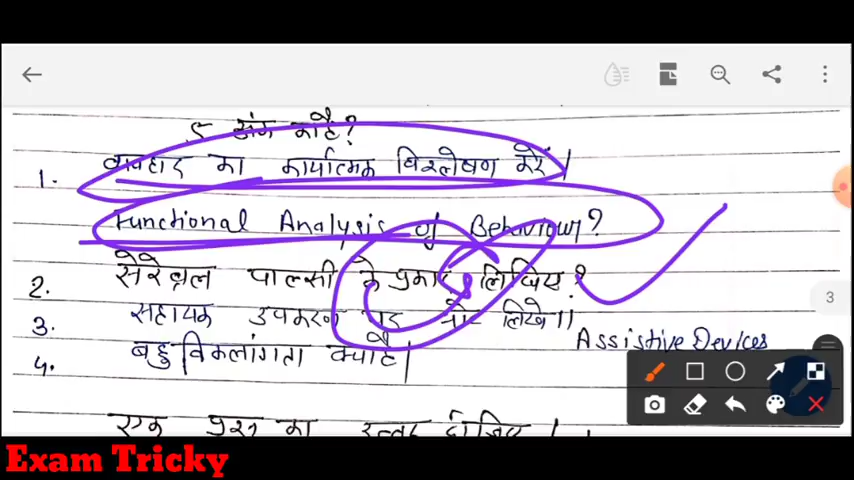 5 अंक का है?
1. व्यवहार का कार्यात्मक विश्लेषण करें।
Functional Analysis of Behaviour?
2. सेरेब्रल पाल्सी के प्रकार लिखिए?
3. सहायक उपकरण पर नोट लिखे।।
Assistive Devices
4. बहु विकलांगता क्या है|
3
एक प्रश्न का उत्तर दीजिए।
Exam Tricky